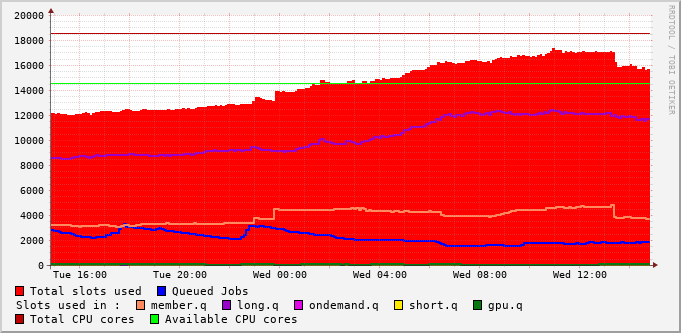 20000
18000
16000
14000
12000
10000
8000
6000
4000
2000
0
Tue 16:00 Tue 20:00 Wed 00:00 Wed 04:00 Wed 08:00 Wed 12:00
RRDTOOL / TOBI OETIKER
Total slots used Queued Jobs
Slots used in : member.q long.q ondemand.q short.q gpu.q
Total CPU cores Available CPU cores